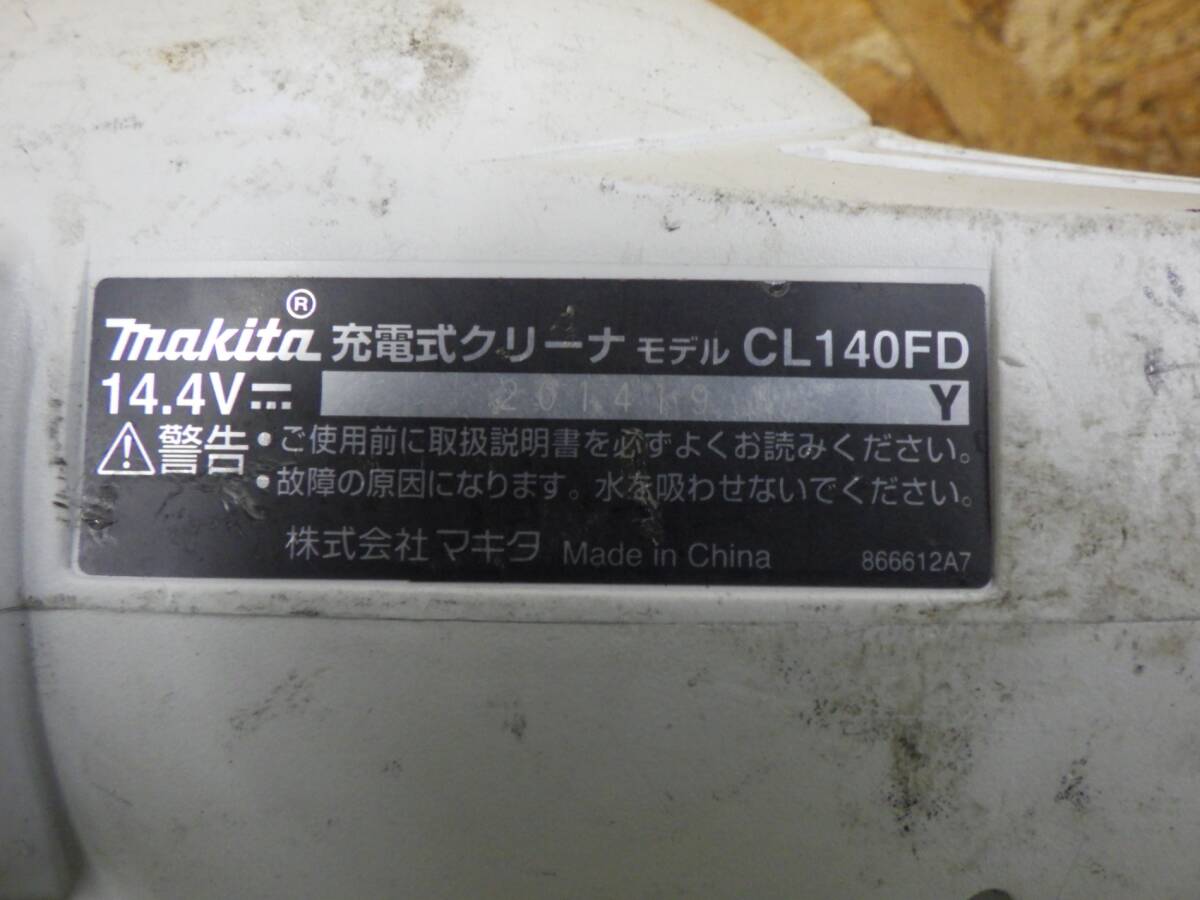 makita® 充電式クリーナ モデル CL140FD
14.4V 201419 Y
警告 ・ご使用前に取扱説明書を必ずよくお読みください。
・故障の原因になります。水を吸わせないでください。
株式会社マキタ Made in China 866612A7